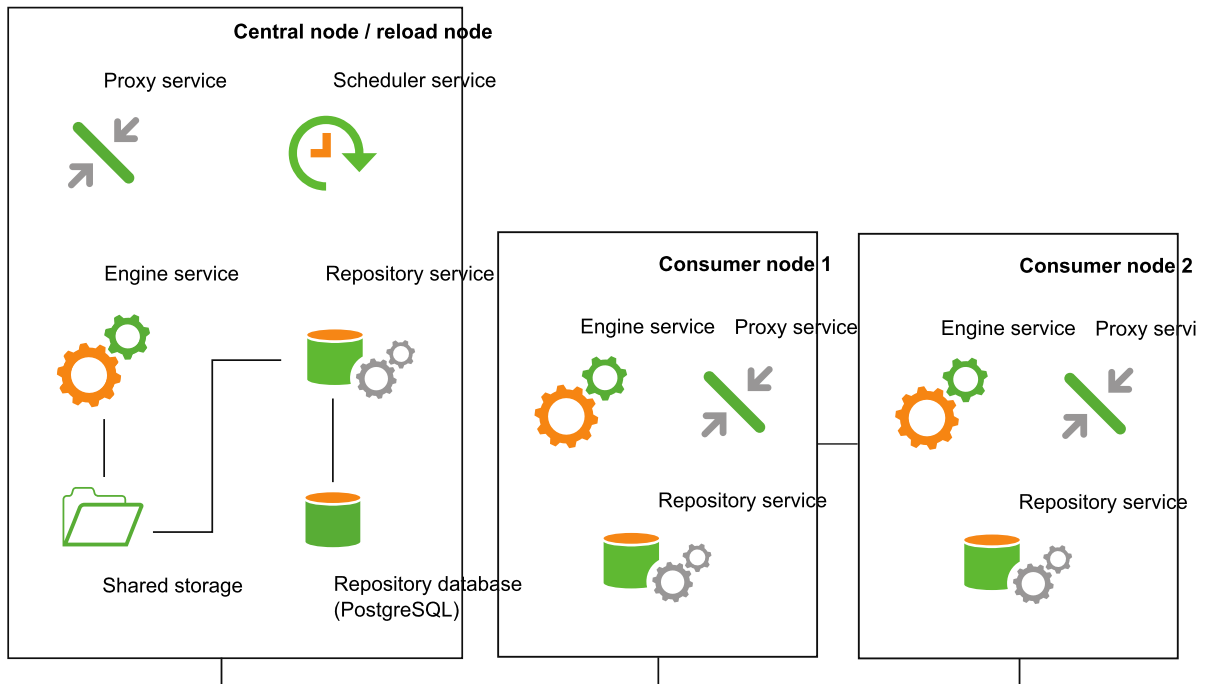 Central node / reload node
Proxy service
Scheduler service
Engine service
Repository service
Shared storage
Repository database
(PostgreSQL)
Consumer node 1
Engine service
Proxy service
Repository service
Consumer node 2
Engine service
Proxy servi
Repository service